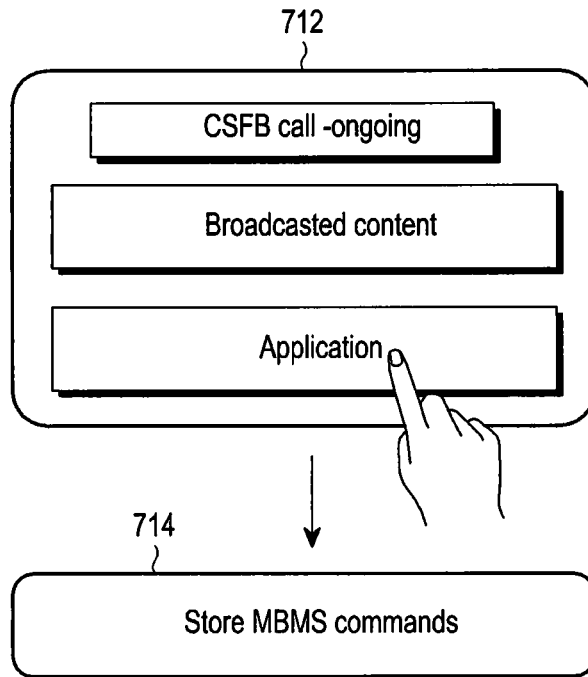 712
CSFB call -ongoing
Broadcasted content
Application
714
Store MBMS commands